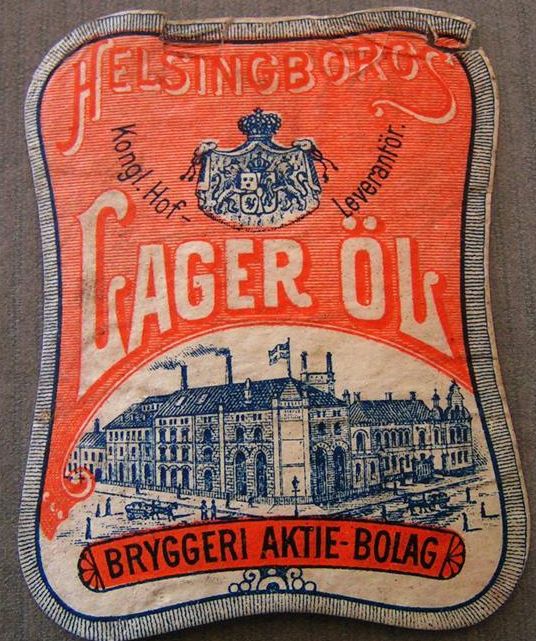 HELSINGBORGS
Kongl. Hof-Leverantör.
LAGER ÖL
BRYGGERI AKTIE-BOLAG